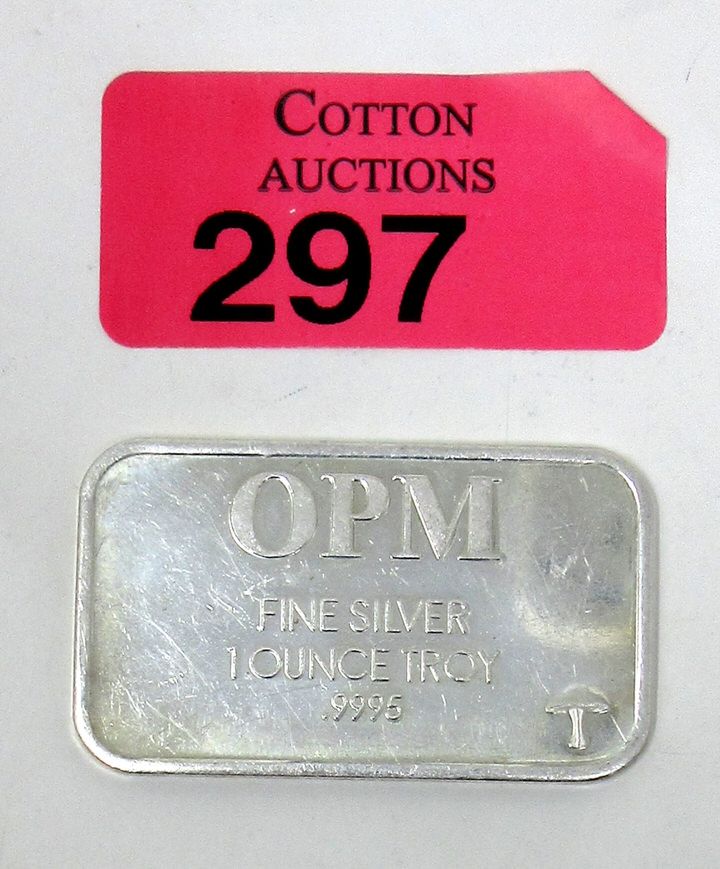 COTTON
AUCTIONS
297
OPM
FINE SILVER
1 OUNCE TROY
.9995